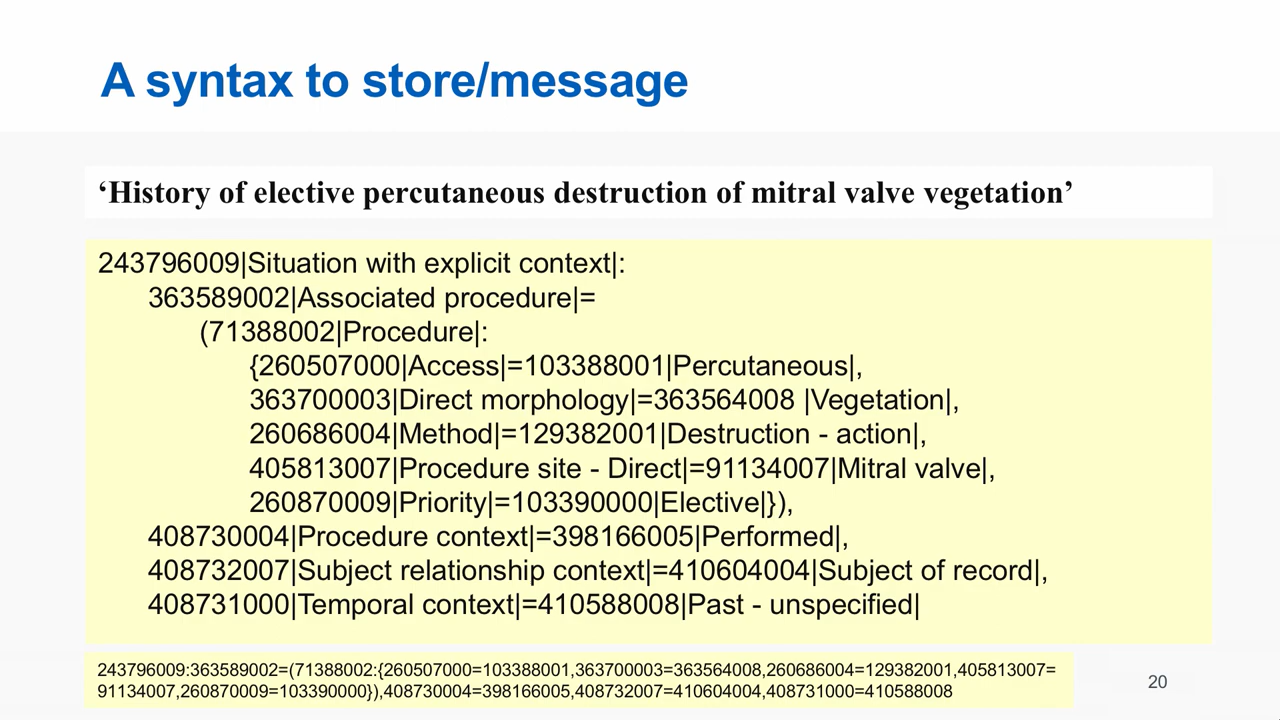 A syntax to store/message
‘History of elective percutaneous destruction of mitral valve vegetation’
243796009|Situation with explicit context|:
363589002|Associated procedure|=
(71388002|Procedure|:
{260507000|Access|=103388001|Percutaneous|,
363700003|Direct morphology|=363564008 |Vegetation|,
260686004|Method|=129382001|Destruction - action|,
405813007|Procedure site - Direct|=91134007|Mitral valve|,
260870009|Priority|=103390000|Elective|}),
408730004|Procedure context|=398166005|Performed|,
408732007|Subject relationship context|=410604004|Subject of record|,
408731000|Temporal context|=410588008|Past - unspecified|
243796009:363589002=(71388002:{260507000=103388001,363700003=363564008,260686004=129382001,405813007=
91134007,260870009=103390000}),408730004=398166005,408732007=410604004,408731000=410588008
20